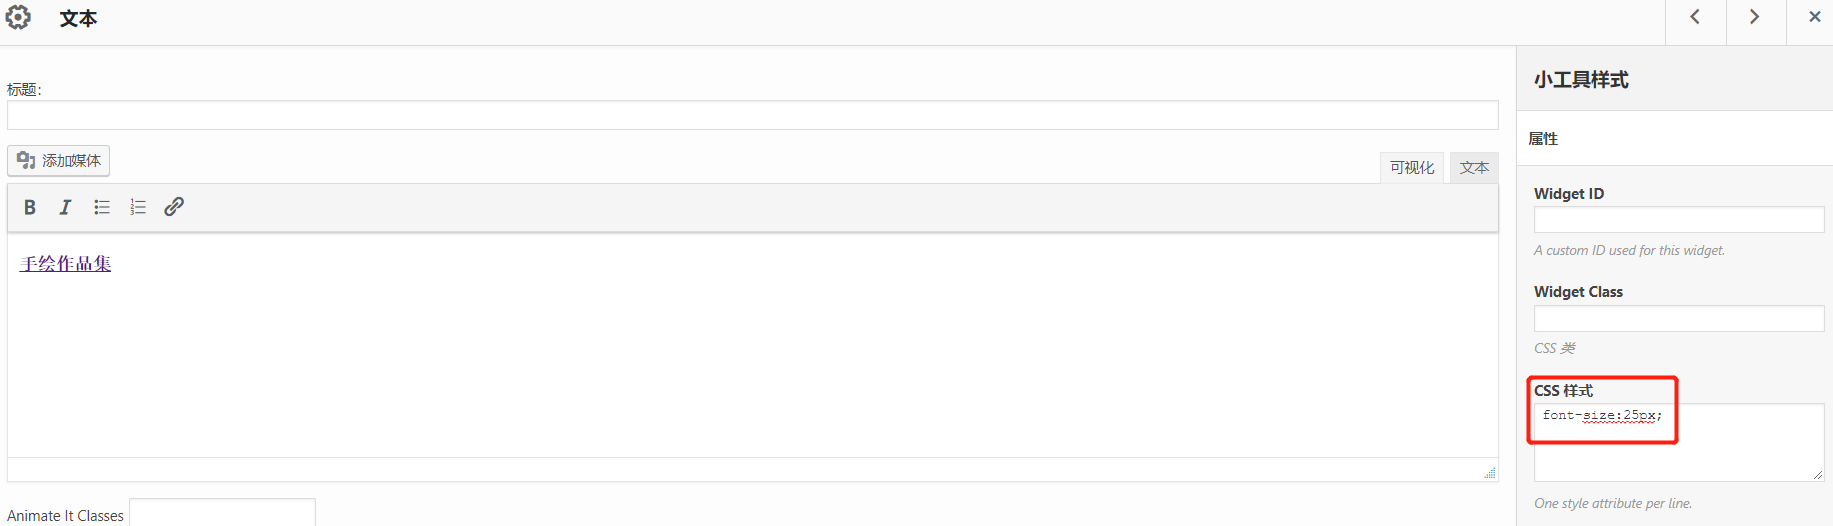 文本
标题：
添加媒体
可视化
文本
B I
手绘作品集
Animate It Classes
小工具样式
属性
Widget ID
A custom ID used for this widget.
Widget Class
CSS 类
CSS 样式
font-size:25px;
One style attribute per line.